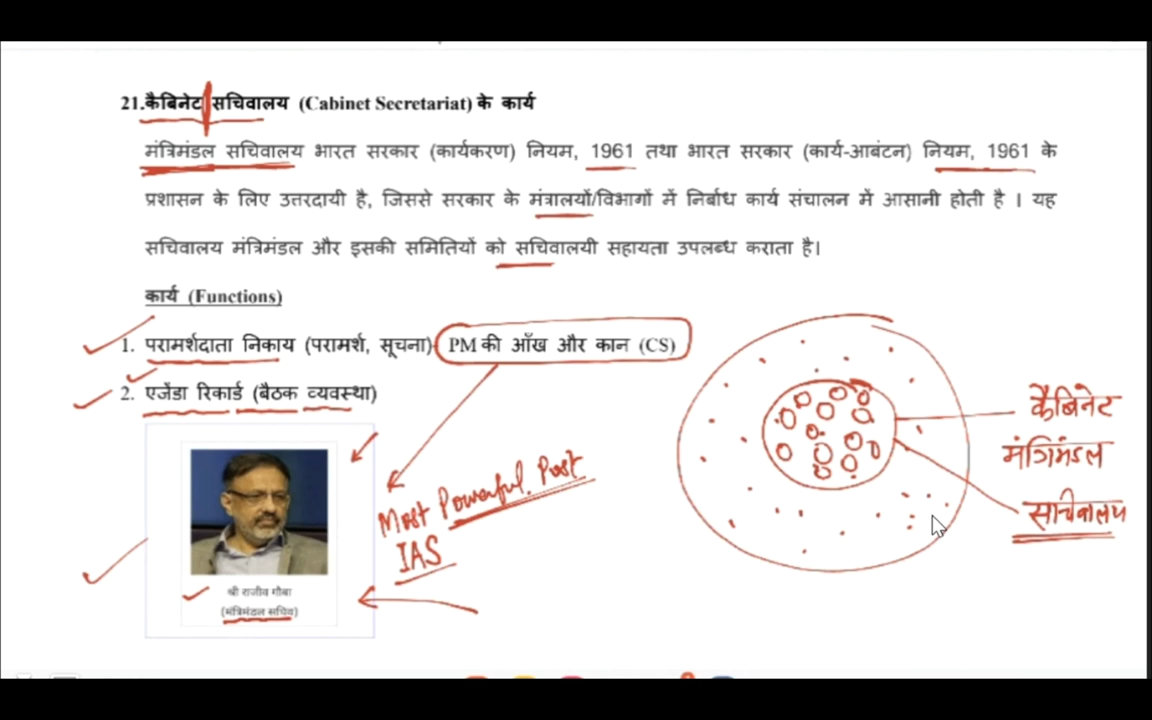 21.कैबिनेट सचिवालय (Cabinet Secretariat) के कार्य
मंत्रिमंडल सचिवालय भारत सरकार (कार्यकरण) नियम, 1961 तथा भारत सरकार (कार्य-आबंटन) नियम, 1961 के
प्रशासन के लिए उत्तरदायी है, जिससे सरकार के मंत्रालयों/विभागों में निर्बाध कार्य संचालन में आसानी होती है । यह
सचिवालय मंत्रिमंडल और इसकी समितियों को सचिवालयी सहायता उपलब्ध कराता है।
कार्य (Functions)
1. परामर्शदाता निकाय (परामर्श, सूचना) PM की आँख और कान (CS)
2. एजेंडा रिकार्ड (बैठक व्यवस्था)
कैबिनेट
मंत्रिमंडल
सचिवालय
Most Powerful Post
IAS
श्री राजीव गौबा
(मंत्रिमंडल सचिव)